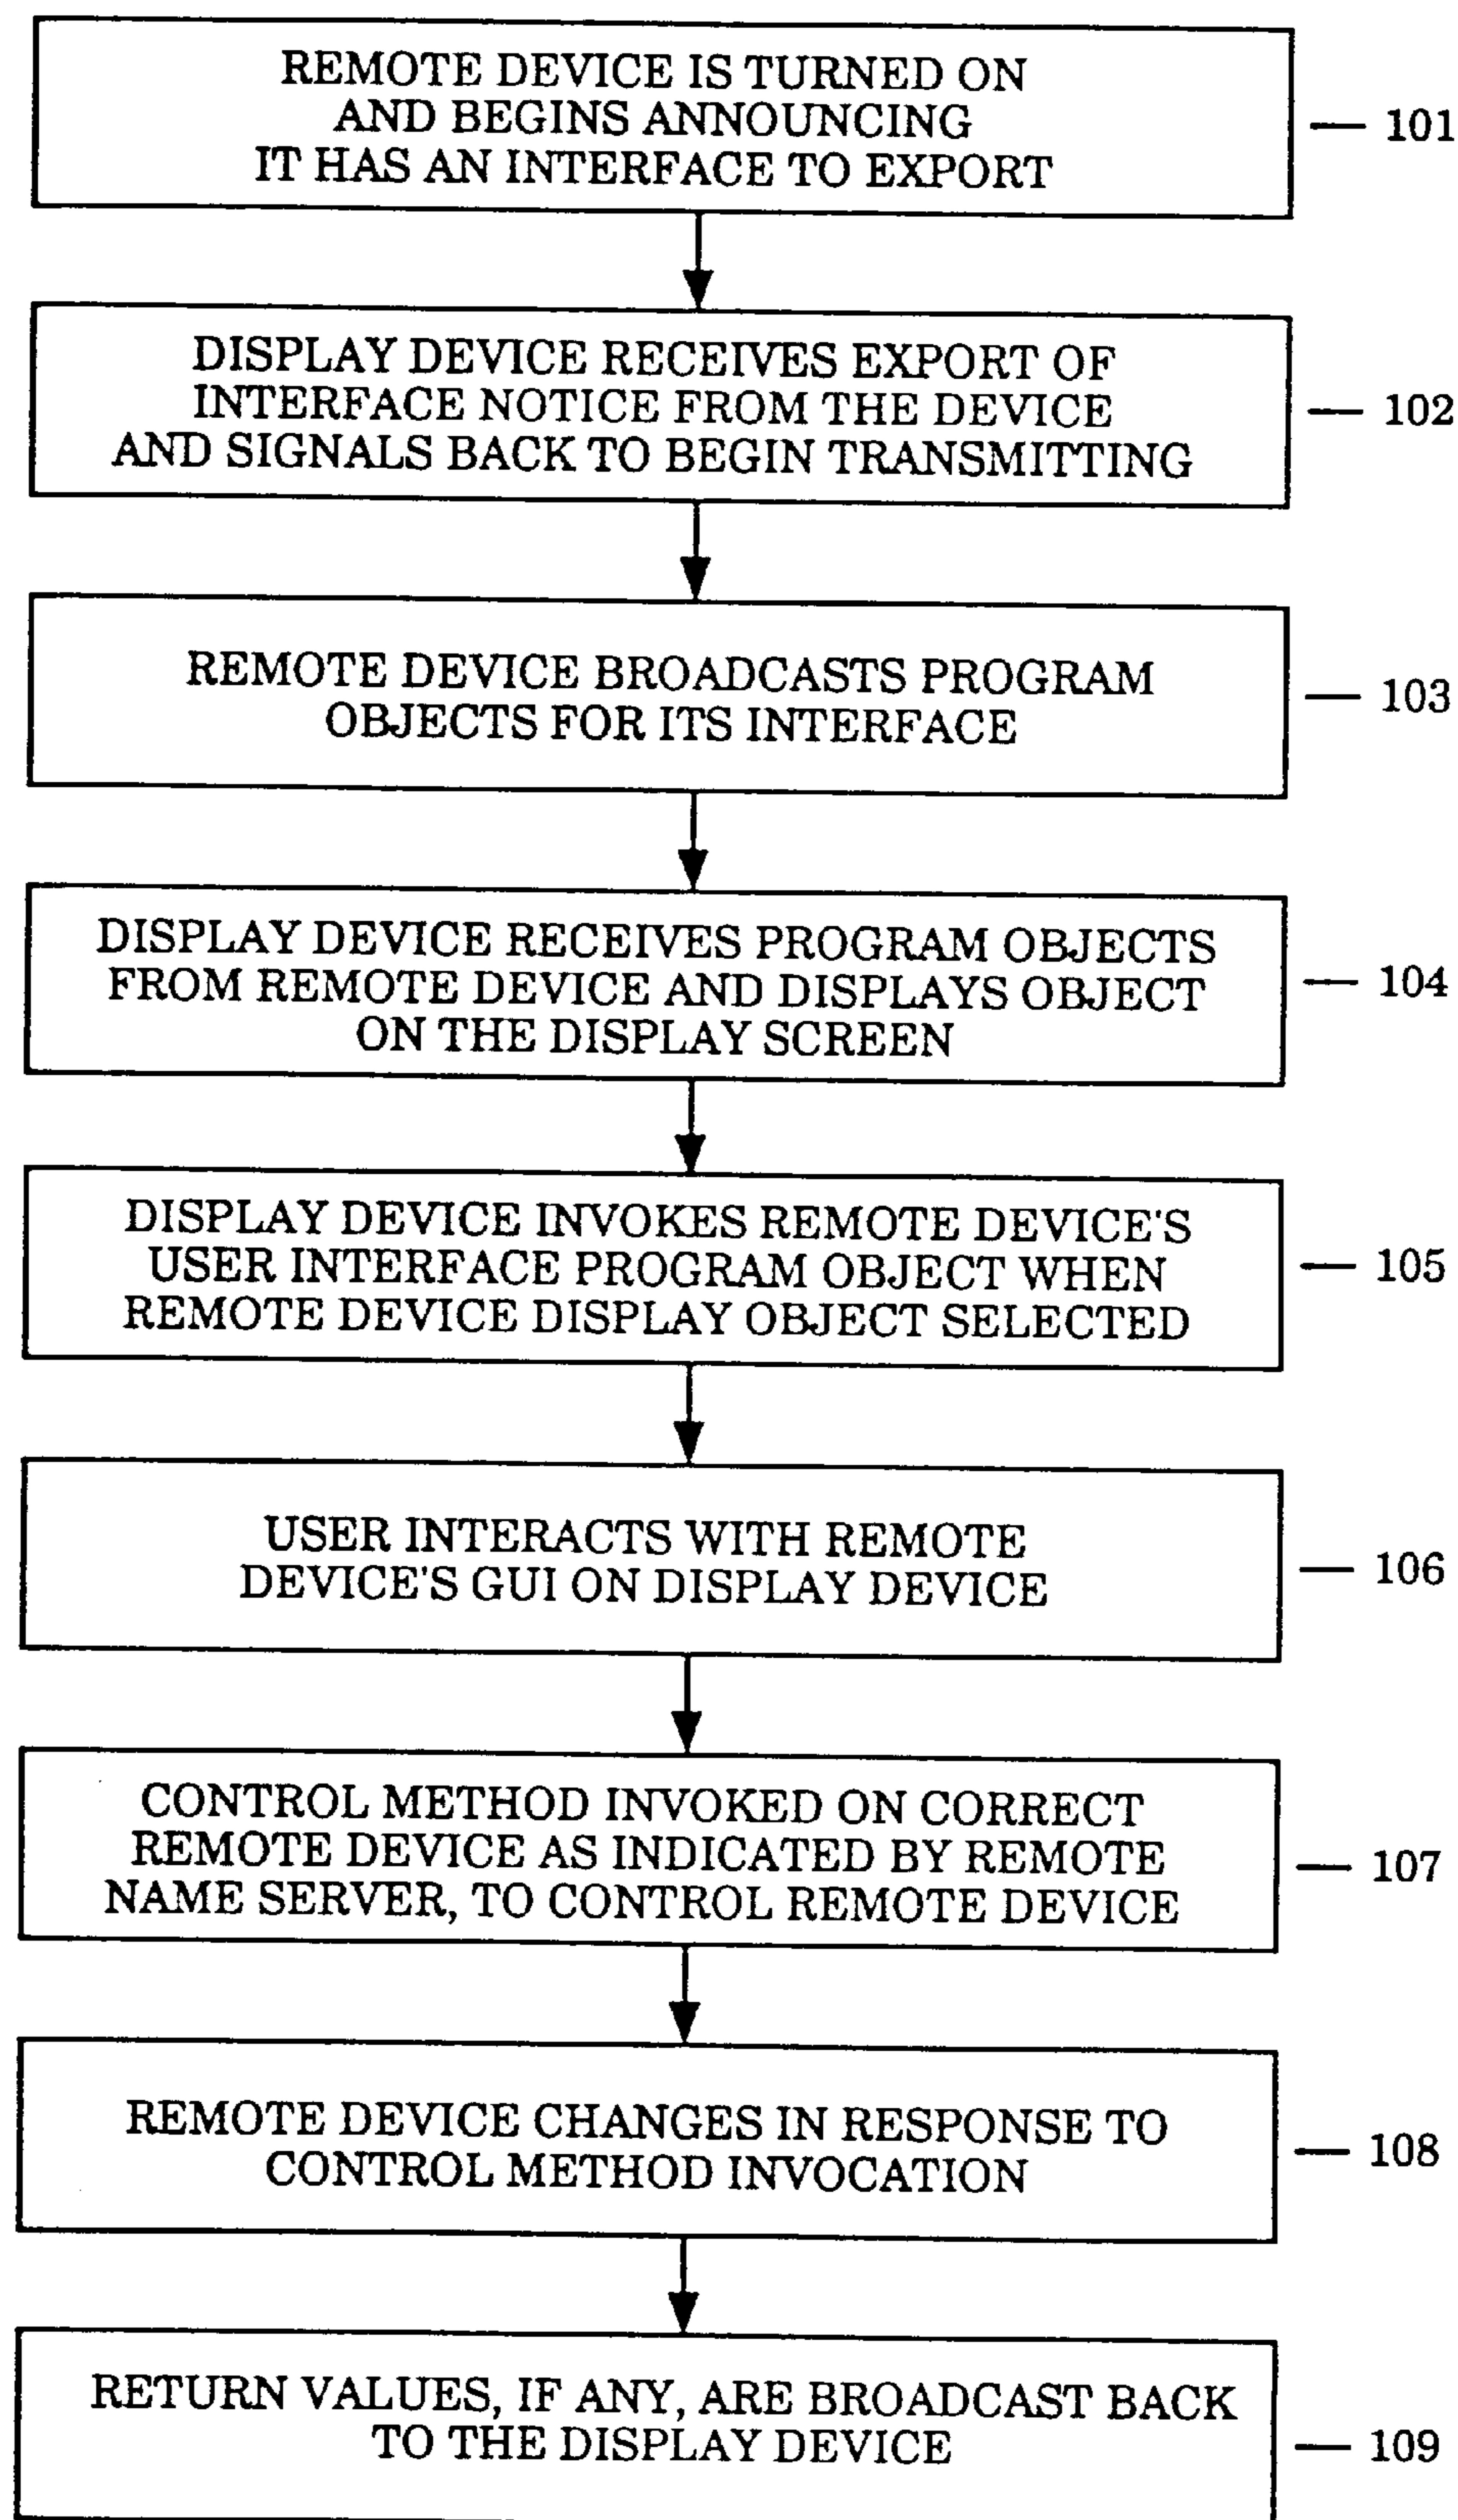 REMOTE DEVICE IS TURNED ON
AND BEGINS ANNOUNCING
IT HAS AN INTERFACE TO EXPORT
101
DISPLAY DEVICE RECEIVES EXPORT OF
INTERFACE NOTICE FROM THE DEVICE
AND SIGNALS BACK TO BEGIN TRANSMITTING
102
REMOTE DEVICE BROADCASTS PROGRAM
OBJECTS FOR ITS INTERFACE
103
DISPLAY DEVICE RECEIVES PROGRAM OBJECTS
FROM REMOTE DEVICE AND DISPLAYS OBJECT
ON THE DISPLAY SCREEN
104
DISPLAY DEVICE INVOKES REMOTE DEVICE'S
USER INTERFACE PROGRAM OBJECT WHEN
REMOTE DEVICE DISPLAY OBJECT SELECTED
105
USER INTERACTS WITH REMOTE
DEVICE'S GUI ON DISPLAY DEVICE
106
CONTROL METHOD INVOKED ON CORRECT
REMOTE DEVICE AS INDICATED BY REMOTE
NAME SERVER, TO CONTROL REMOTE DEVICE
107
REMOTE DEVICE CHANGES IN RESPONSE TO
CONTROL METHOD INVOCATION
108
RETURN VALUES, IF ANY, ARE BROADCAST BACK
TO THE DISPLAY DEVICE
109